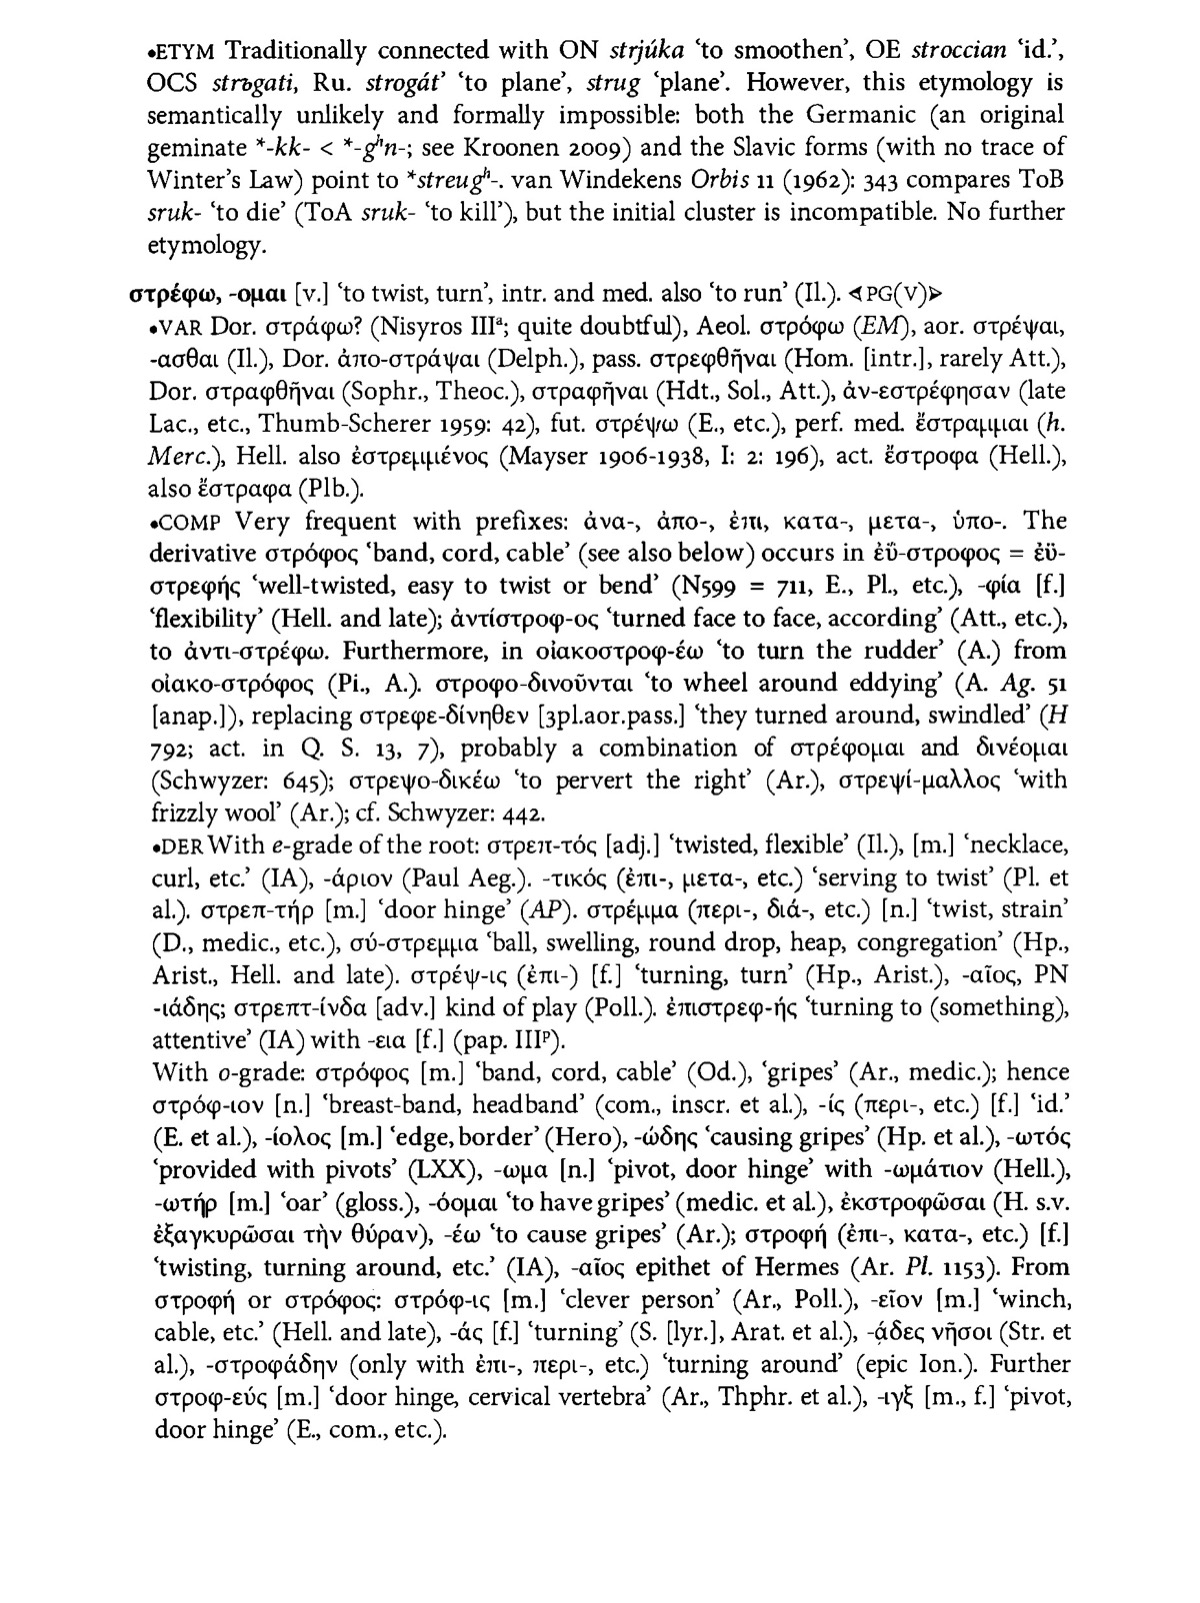 •ETYM Traditionally connected with ON strjúka ‘to smoothen’, OE stroccian ‘id.’,
OCS strъgati, Ru. strogát’ ‘to plane’, strug ‘plane’. However, this etymology is
semantically unlikely and formally impossible: both the Germanic (an original
geminate *-kk- < *-gʰn-; see Kroonen 2009) and the Slavic forms (with no trace of
Winter’s Law) point to *streugʰ-. van Windekens Orbis 11 (1962): 343 compares ToB
sruk- ‘to die’ (ToA sruk- ‘to kill’), but the initial cluster is incompatible. No further
etymology.
στρέφω, -ομαι [v.] ‘to twist, turn’, intr. and med. also ‘to run’ (Il.). ⋖PG(V)⋗
•VAR Dor. στράφω? (Nisyros IIIᵃ; quite doubtful), Aeol. στρόφω (EM), aor. στρέψαι,
-ασθαι (Il.), Dor. ἀπο-στράψαι (Delph.), pass. στρεφθῆναι (Hom. [intr.], rarely Att.),
Dor. στραφθῆναι (Sophr., Theoc.), στραφῆναι (Hdt., Sol., Att.), ἀν-εστρέφησαν (late
Lac., etc., Thumb-Scherer 1959: 42), fut. στρέψω (E., etc.), perf. med. ἔστραμμαι (h.
Merc.), Hell. also ἐστρεμμένος (Mayser 1906-1938, I: 2: 196), act. ἔστροφα (Hell.),
also ἔστραφα (Plb.).
•COMP Very frequent with prefixes: ἀνα-, ἀπο-, ἐπι, κατα-, μετα-, ὑπο-. The
derivative στρόφος ‘band, cord, cable’ (see also below) occurs in ἐΰ-στροφος = ἐϋ-
στρεφής ‘well-twisted, easy to twist or bend’ (N599 = 711, E., Pl., etc.), -φία [f.]
‘flexibility’ (Hell. and late); ἀντίστροφ-ος ‘turned face to face, according’ (Att., etc.),
to ἀντι-στρέφω. Furthermore, in οἰακοστροφ-έω ‘to turn the rudder’ (A.) from
οἰακο-στρόφος (Pi., A.). στροφο-δινοῦνται ‘to wheel around eddying’ (A. Ag. 51
[anap.]), replacing στρεφε-δίνηθεν [3pl.aor.pass.] ‘they turned around, swindled’ (H
792; act. in Q. S. 13, 7), probably a combination of στρέφομαι and δινέομαι
(Schwyzer: 645); στρεψο-δικέω ‘to pervert the right’ (Ar.), στρεψί-μαλλος ‘with
frizzly wool’ (Ar.); cf. Schwyzer: 442.
•DER With e-grade of the root: στρεπ-τός [adj.] ‘twisted, flexible’ (Il.), [m.] ‘necklace,
curl, etc.’ (IA), -άριον (Paul Aeg.). -τικός (ἐπι-, μετα-, etc.) ‘serving to twist’ (Pl. et
al.). στρεπ-τήρ [m.] ‘door hinge’ (AP). στρέμμα (περι-, διά-, etc.) [n.] ‘twist, strain’
(D., medic., etc.), σύ-στρεμμα ‘ball, swelling, round drop, heap, congregation’ (Hp.,
Arist., Hell. and late). στρέψ-ις (ἐπι-) [f.] ‘turning, turn’ (Hp., Arist.), -αῖος, PN
-ιάδης; στρεπτ-ίνδα [adv.] kind of play (Poll.). ἐπιστρεφ-ής ‘turning to (something),
attentive’ (IA) with -εια [f.] (pap. IIIᵖ).
With o-grade: στρόφος [m.] ‘band, cord, cable’ (Od.), ‘gripes’ (Ar., medic.); hence
στρόφ-ιον [n.] ‘breast-band, headband’ (com., inscr. et al.), -ίς (περι-, etc.) [f.] ‘id.’
(E. et al.), -ίολος [m.] ‘edge, border’ (Hero), -ώδης ‘causing gripes’ (Hp. et al.), -ωτός
‘provided with pivots’ (LXX), -ωμα [n.] ‘pivot, door hinge’ with -ωμάτιον (Hell.),
-ωτήρ [m.] ‘oar’ (gloss.), -όομαι ‘to have gripes’ (medic. et al.), ἐκστροφῶσαι (H. s.v.
ἐξαγκυρῶσαι τὴν θύραν), -έω ‘to cause gripes’ (Ar.); στροφή (ἐπι-, κατα-, etc.) [f.]
‘twisting, turning around, etc.’ (IA), -αῖος epithet of Hermes (Ar. Pl. 1153). From
στροφή or στρόφος: στρόφ-ις [m.] ‘clever person’ (Ar., Poll.), -εῖον [m.] ‘winch,
cable, etc.’ (Hell. and late), -άς [f.] ‘turning’ (S. [lyr.], Arat. et al.), -άδες νῆσοι (Str. et
al.), -στροφάδην (only with ἐπι-, περι-, etc.) ‘turning around’ (epic Ion.). Further
στροφ-εύς [m.] ‘door hinge, cervical vertebra’ (Ar., Thphr. et al.), -ιγξ [m., f.] ‘pivot,
door hinge’ (E., com., etc.).